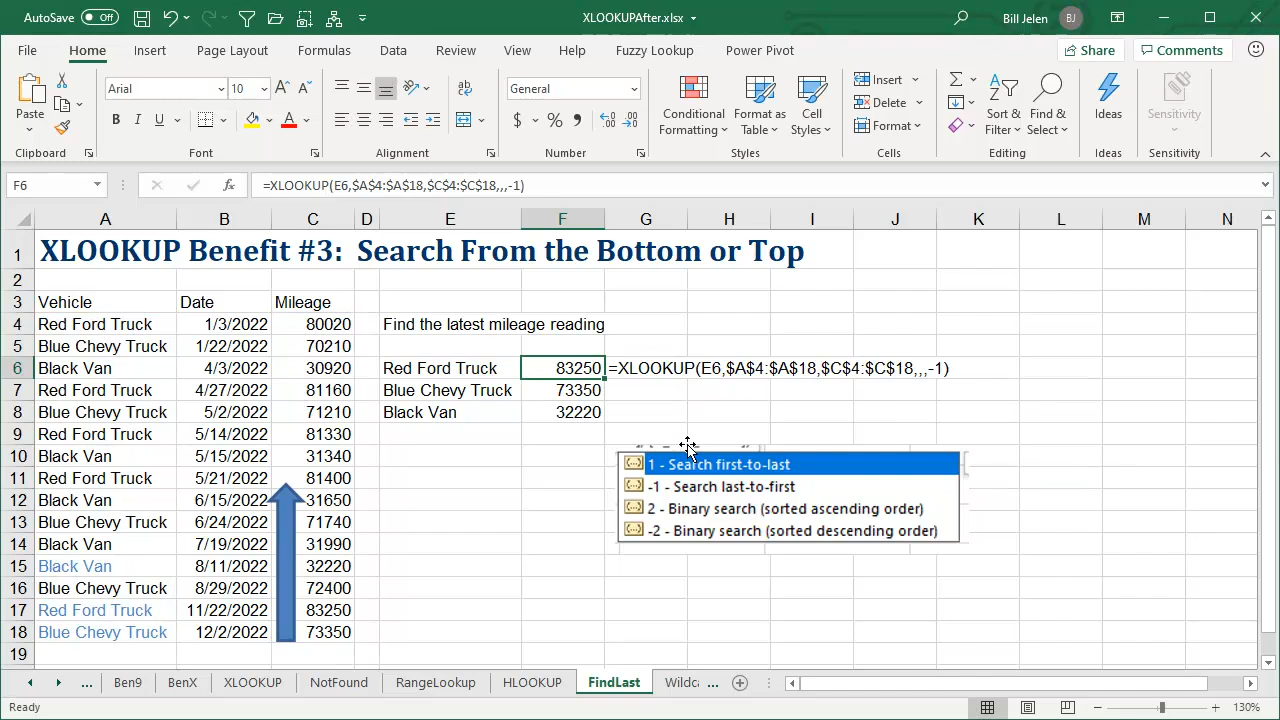 AutoSave Off XLOOKUPAfter.xlsx Bill Jelen BJ
File Home Insert Page Layout Formulas Data Review View Help Fuzzy Lookup Power Pivot Share Comments
Arial 10 General Insert
Paste Conditional Formatting Format as Table Cell Styles Delete Sort & Filter Find & Select Ideas Sensitivity
B I U $ % Format
Clipboard Font Alignment Number Styles Cells Editing Ideas Sensitivity
F6 fx =XLOOKUP(E6,$A$4:$A$18,$C$4:$C$18,,,-1)
A B C D E F G H I J K L M N
1 XLOOKUP Benefit #3: Search From the Bottom or Top
2
3 Vehicle Date Mileage
4 Red Ford Truck 1/3/2022 80020 Find the latest mileage reading
5 Blue Chevy Truck 1/22/2022 70210
6 Black Van 4/3/2022 30920 Red Ford Truck 83250 =XLOOKUP(E6,$A$4:$A$18,$C$4:$C$18,,,-1)
7 Red Ford Truck 4/27/2022 81160 Blue Chevy Truck 73350
8 Blue Chevy Truck 5/2/2022 71210 Black Van 32220
9 Red Ford Truck 5/14/2022 81330
10 Black Van 5/15/2022 31340 1 - Search first-to-last
11 Red Ford Truck 5/21/2022 81400 -1 - Search last-to-first
12 Black Van 6/15/2022 31650 2 - Binary search (sorted ascending order)
13 Blue Chevy Truck 6/24/2022 71740 -2 - Binary search (sorted descending order)
14 Black Van 7/19/2022 31990
15 Black Van 8/11/2022 32220
16 Blue Chevy Truck 8/29/2022 72400
17 Red Ford Truck 11/22/2022 83250
18 Blue Chevy Truck 12/2/2022 73350
19
... Ben9 BenX XLOOKUP NotFound RangeLookup HLOOKUP FindLast Wildc ...
Ready 130%